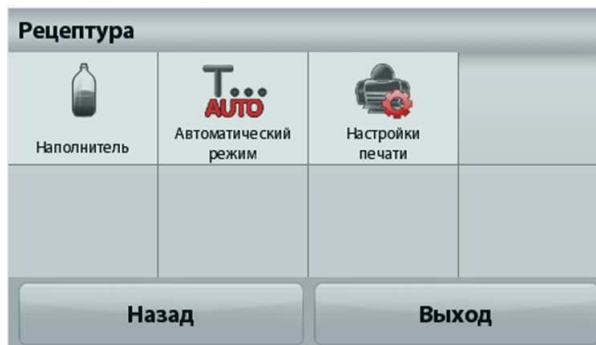 Рецептура
T...
AUTO
Наполнитель
Автоматический
режим
Настройки
печати
Назад
Выход